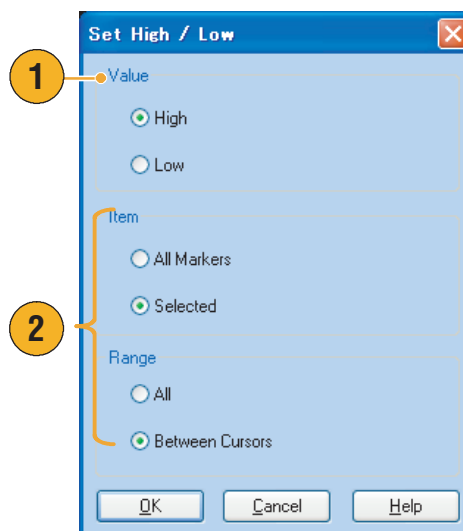 Set High / Low
1
Value
High
Low
Item
All Markers
Selected
2
Range
All
Between Cursors
OK
Cancel
Help